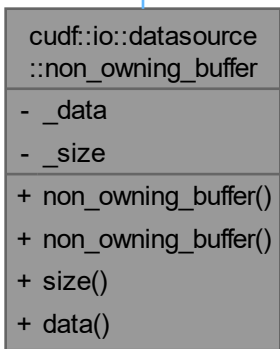 cudf::io::datasource
::non_owning_buffer
- _data
- _size
+ non_owning_buffer()
+ non_owning_buffer()
+ size()
+ data()